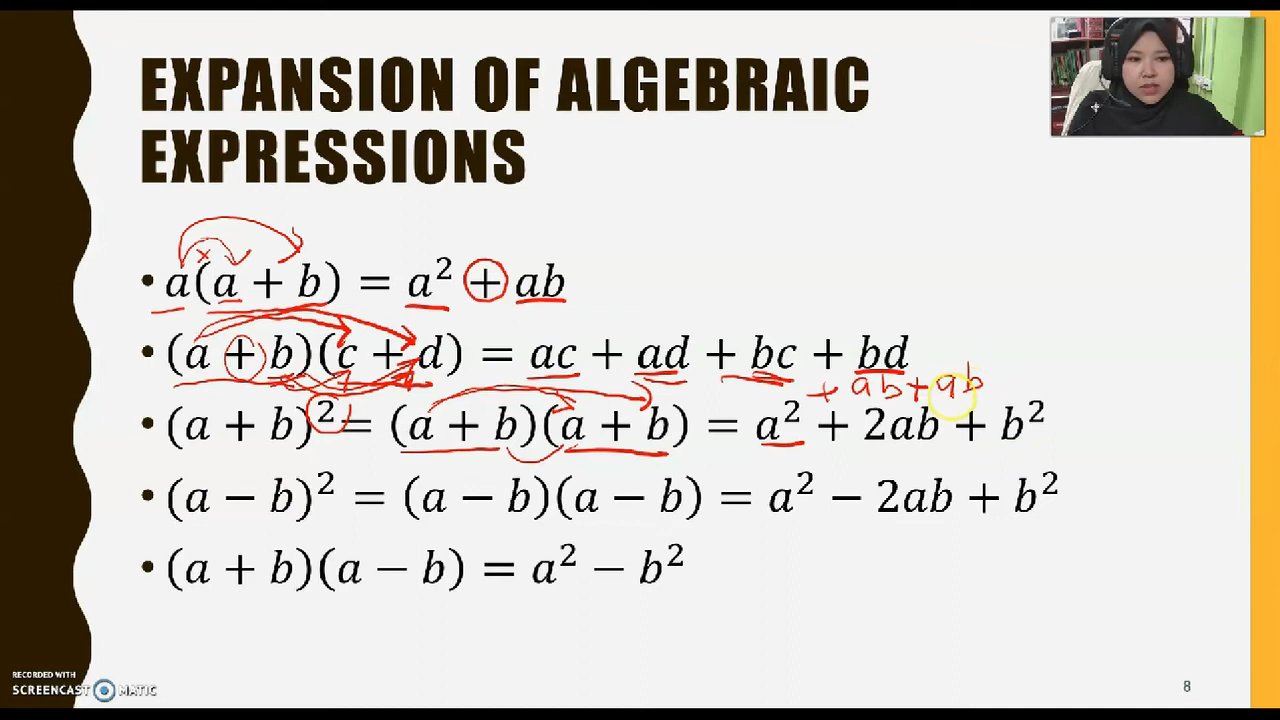 EXPANSION OF ALGEBRAIC
EXPRESSIONS
×
• a(a + b) = a² + ab
• (a + b)(c + d) = ac + ad + bc + bd
+ ab + ab
• (a + b)² = (a + b)(a + b) = a² + 2ab + b²
• (a − b)² = (a − b)(a − b) = a² − 2ab + b²
• (a + b)(a − b) = a² − b²
RECORDED WITH
SCREENCAST MATIC
8